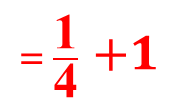 = 1/4 + 1